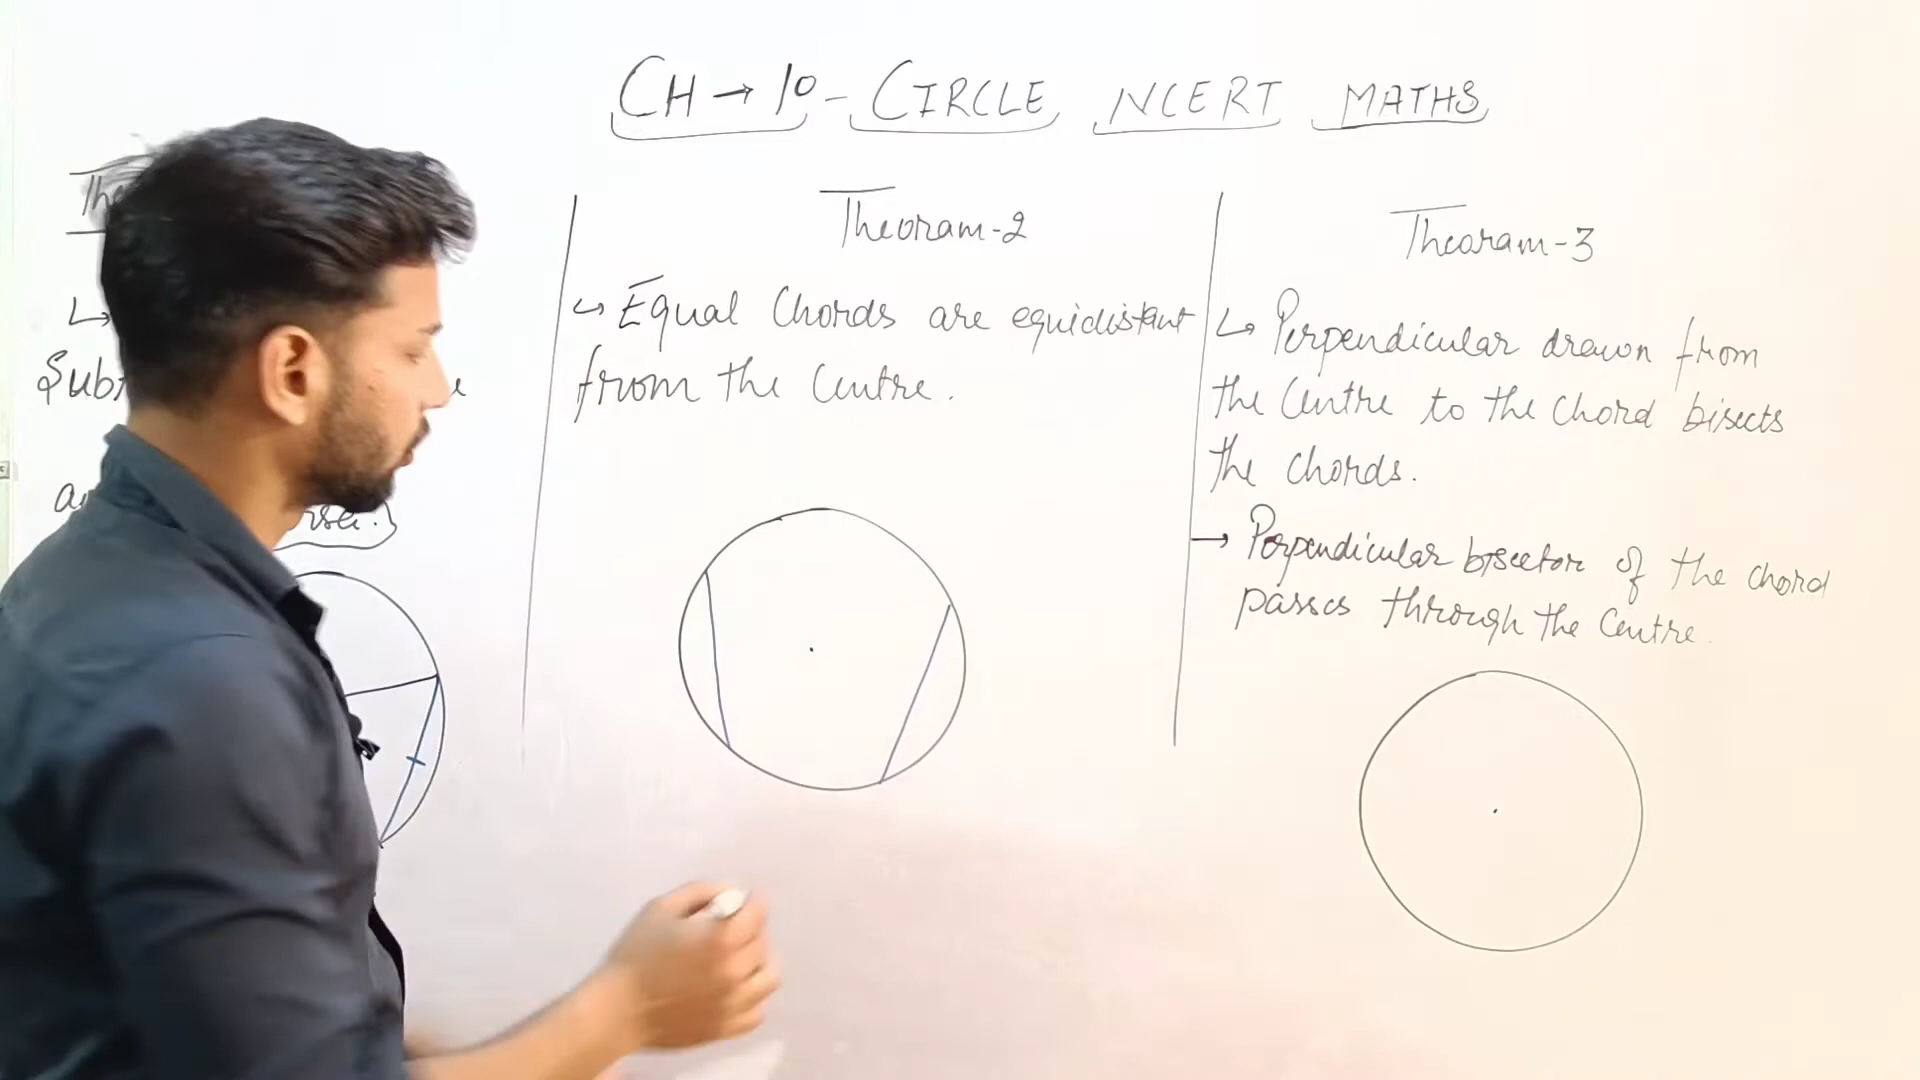 CH → 10 - CIRCLE NCERT MATHS
Theoram-2
↪ Equal Chords are equidistant
from the Centre.
Theoram-3
↪ Perpendicular drawn from
the Centre to the chord bisects
the chords.
→ Perpendicular bisector of the chord
passes through the Centre.